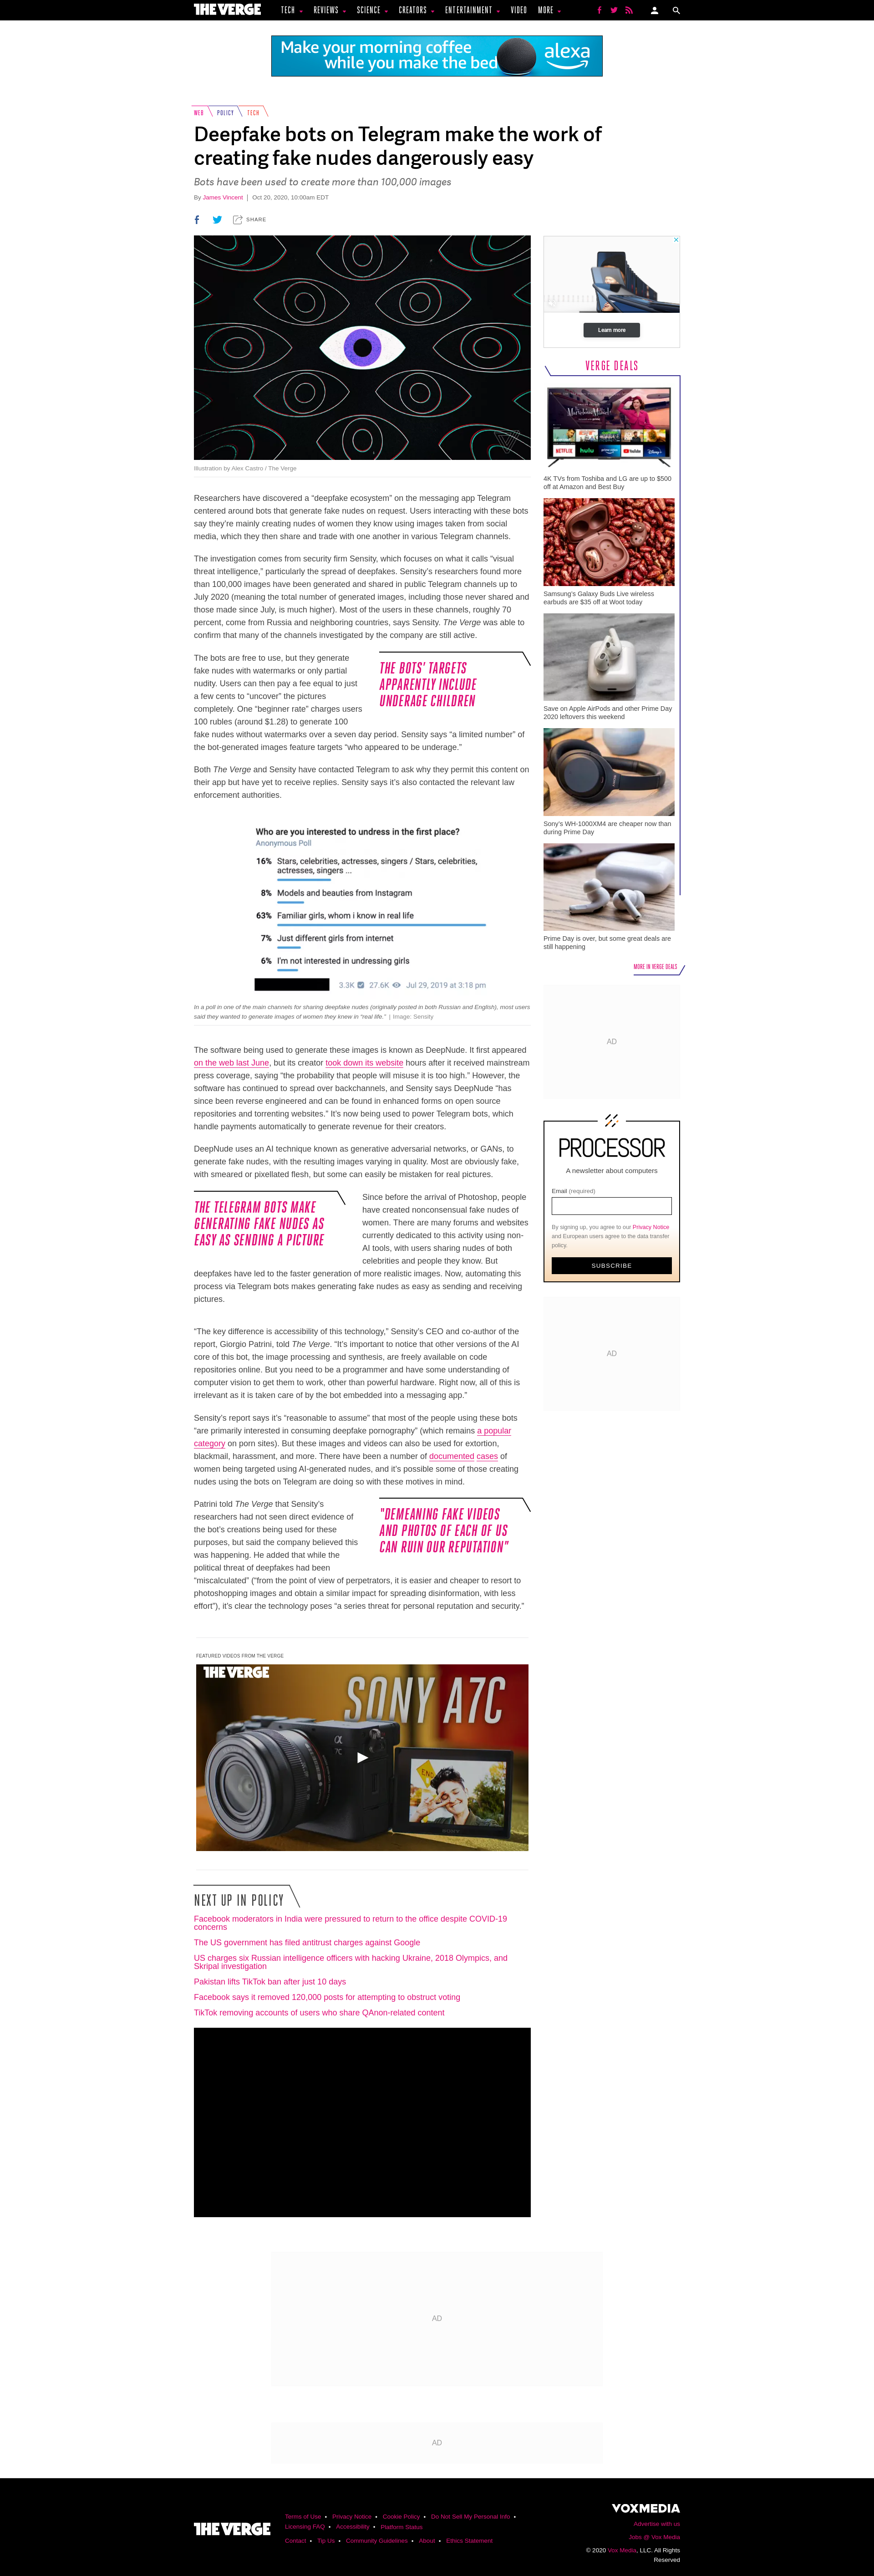 THE VERGE
TECH
REVIEWS
SCIENCE
CREATORS
ENTERTAINMENT
VIDEO
MORE
Make your morning coffee
while you make the bed
alexa
WEB
POLICY
TECH
Deepfake bots on Telegram make the work of
creating fake nudes dangerously easy
Bots have been used to create more than 100,000 images
By James Vincent | Oct 20, 2020, 10:00am EDT
SHARE
Illustration by Alex Castro / The Verge
Researchers have discovered a “deepfake ecosystem” on the messaging app Telegram
centered around bots that generate fake nudes on request. Users interacting with these bots
say they’re mainly creating nudes of women they know using images taken from social
media, which they then share and trade with one another in various Telegram channels.
The investigation comes from security firm Sensity, which focuses on what it calls “visual
threat intelligence,” particularly the spread of deepfakes. Sensity’s researchers found more
than 100,000 images have been generated and shared in public Telegram channels up to
July 2020 (meaning the total number of generated images, including those never shared and
those made since July, is much higher). Most of the users in these channels, roughly 70
percent, come from Russia and neighboring countries, says Sensity. The Verge was able to
confirm that many of the channels investigated by the company are still active.
THE BOTS’ TARGETS
APPARENTLY INCLUDE
UNDERAGE CHILDREN
The bots are free to use, but they generate
fake nudes with watermarks or only partial
nudity. Users can then pay a fee equal to just
a few cents to “uncover” the pictures
completely. One “beginner rate” charges users
100 rubles (around $1.28) to generate 100
fake nudes without watermarks over a seven day period. Sensity says “a limited number” of
the bot-generated images feature targets “who appeared to be underage.”
Both The Verge and Sensity have contacted Telegram to ask why they permit this content on
their app but have yet to receive replies. Sensity says it’s also contacted the relevant law
enforcement authorities.
Who are you interested to undress in the first place?
Anonymous Poll
16% Stars, celebrities, actresses, singers / Stars, celebrities,
actresses, singers ...
8% Models and beauties from Instagram
63% Familiar girls, whom i know in real life
7% Just different girls from internet
6% I'm not interested in undressing girls
3.3K 27.6K Jul 29, 2019 at 3:18 pm
In a poll in one of the main channels for sharing deepfake nudes (originally posted in both Russian and English), most users
said they wanted to generate images of women they knew in “real life.” | Image: Sensity
The software being used to generate these images is known as DeepNude. It first appeared
on the web last June, but its creator took down its website hours after it received mainstream
press coverage, saying “the probability that people will misuse it is too high.” However, the
software has continued to spread over backchannels, and Sensity says DeepNude “has
since been reverse engineered and can be found in enhanced forms on open source
repositories and torrenting websites.” It’s now being used to power Telegram bots, which
handle payments automatically to generate revenue for their creators.
DeepNude uses an AI technique known as generative adversarial networks, or GANs, to
generate fake nudes, with the resulting images varying in quality. Most are obviously fake,
with smeared or pixellated flesh, but some can easily be mistaken for real pictures.
THE TELEGRAM BOTS MAKE
GENERATING FAKE NUDES AS
EASY AS SENDING A PICTURE
Since before the arrival of Photoshop, people
have created nonconsensual fake nudes of
women. There are many forums and websites
currently dedicated to this activity using non-
AI tools, with users sharing nudes of both
celebrities and people they know. But
deepfakes have led to the faster generation of more realistic images. Now, automating this
process via Telegram bots makes generating fake nudes as easy as sending and receiving
pictures.
“The key difference is accessibility of this technology,” Sensity’s CEO and co-author of the
report, Giorgio Patrini, told The Verge. “It’s important to notice that other versions of the AI
core of this bot, the image processing and synthesis, are freely available on code
repositories online. But you need to be a programmer and have some understanding of
computer vision to get them to work, other than powerful hardware. Right now, all of this is
irrelevant as it is taken care of by the bot embedded into a messaging app.”
Sensity’s report says it’s “reasonable to assume” that most of the people using these bots
“are primarily interested in consuming deepfake pornography” (which remains a popular
category on porn sites). But these images and videos can also be used for extortion,
blackmail, harassment, and more. There have been a number of documented cases of
women being targeted using AI-generated nudes, and it’s possible some of those creating
nudes using the bots on Telegram are doing so with these motives in mind.
"DEMEANING FAKE VIDEOS
AND PHOTOS OF EACH OF US
CAN RUIN OUR REPUTATION"
Patrini told The Verge that Sensity’s
researchers had not seen direct evidence of
the bot’s creations being used for these
purposes, but said the company believed this
was happening. He added that while the
political threat of deepfakes had been
“miscalculated” (“from the point of view of perpetrators, it is easier and cheaper to resort to
photoshopping images and obtain a similar impact for spreading disinformation, with less
effort”), it’s clear the technology poses “a series threat for personal reputation and security.”
FEATURED VIDEOS FROM THE VERGE
THE VERGE
SONY A7C
SONY
NEXT UP IN POLICY
Facebook moderators in India were pressured to return to the office despite COVID-19
concerns
The US government has filed antitrust charges against Google
US charges six Russian intelligence officers with hacking Ukraine, 2018 Olympics, and
Skripal investigation
Pakistan lifts TikTok ban after just 10 days
Facebook says it removed 120,000 posts for attempting to obstruct voting
TikTok removing accounts of users who share QAnon-related content
Learn more
VERGE DEALS
NETFLIX
hulu
YouTube
Disney+
4K TVs from Toshiba and LG are up to $500
off at Amazon and Best Buy
Samsung’s Galaxy Buds Live wireless
earbuds are $35 off at Woot today
Save on Apple AirPods and other Prime Day
2020 leftovers this weekend
Sony’s WH-1000XM4 are cheaper now than
during Prime Day
Prime Day is over, but some great deals are
still happening
MORE IN VERGE DEALS
AD
PROCESSOR
A newsletter about computers
Email (required)
By signing up, you agree to our Privacy Notice
and European users agree to the data transfer
policy.
SUBSCRIBE
AD
AD
AD
THE VERGE
Terms of Use • Privacy Notice • Cookie Policy • Do Not Sell My Personal Info •
Licensing FAQ • Accessibility • Platform Status
Contact • Tip Us • Community Guidelines • About • Ethics Statement
VOXMEDIA
Advertise with us
Jobs @ Vox Media
© 2020 Vox Media, LLC. All Rights
Reserved